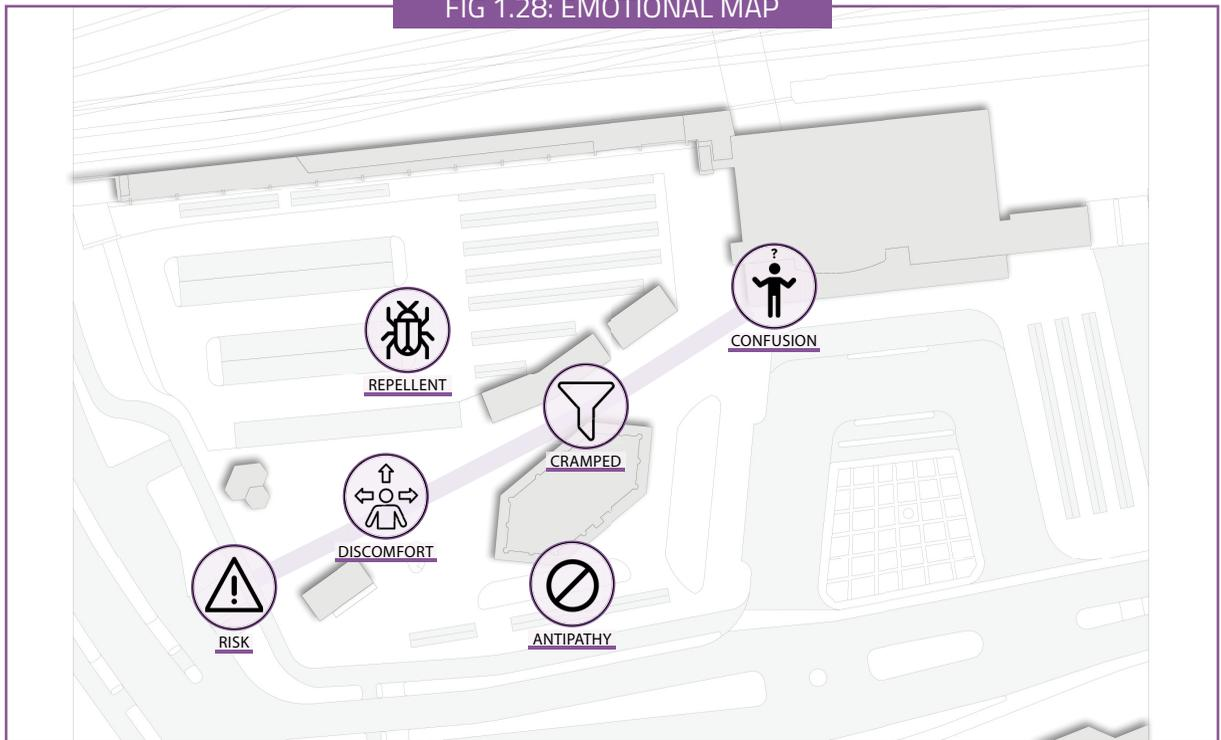 FIG 1.28: EMOTIONAL MAP
?
CONFUSION
REPELLENT
CRAMPED
DISCOMFORT
RISK
ANTIPATHY